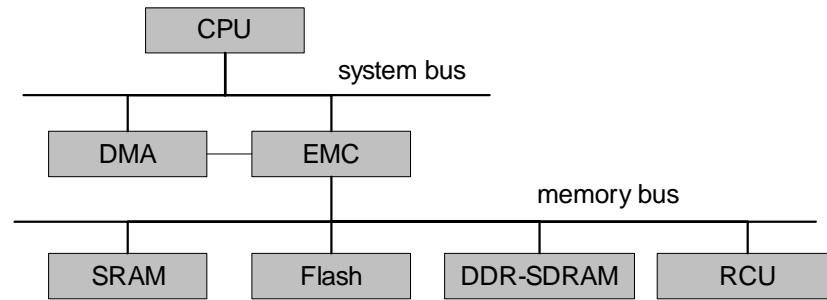 CPU
system bus
DMA
EMC
memory bus
SRAM
Flash
DDR-SDRAM
RCU